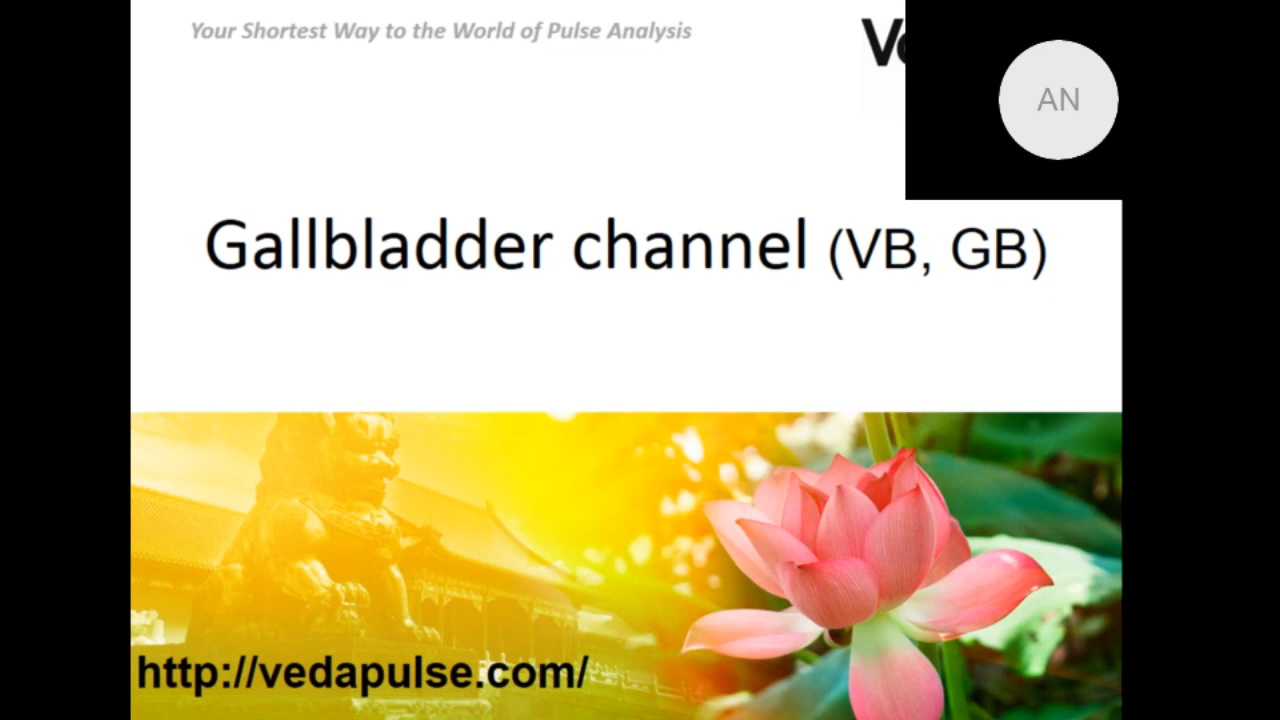 Your Shortest Way to the World of Pulse Analysis
AN
Gallbladder channel (VB, GB)
http://vedapulse.com/